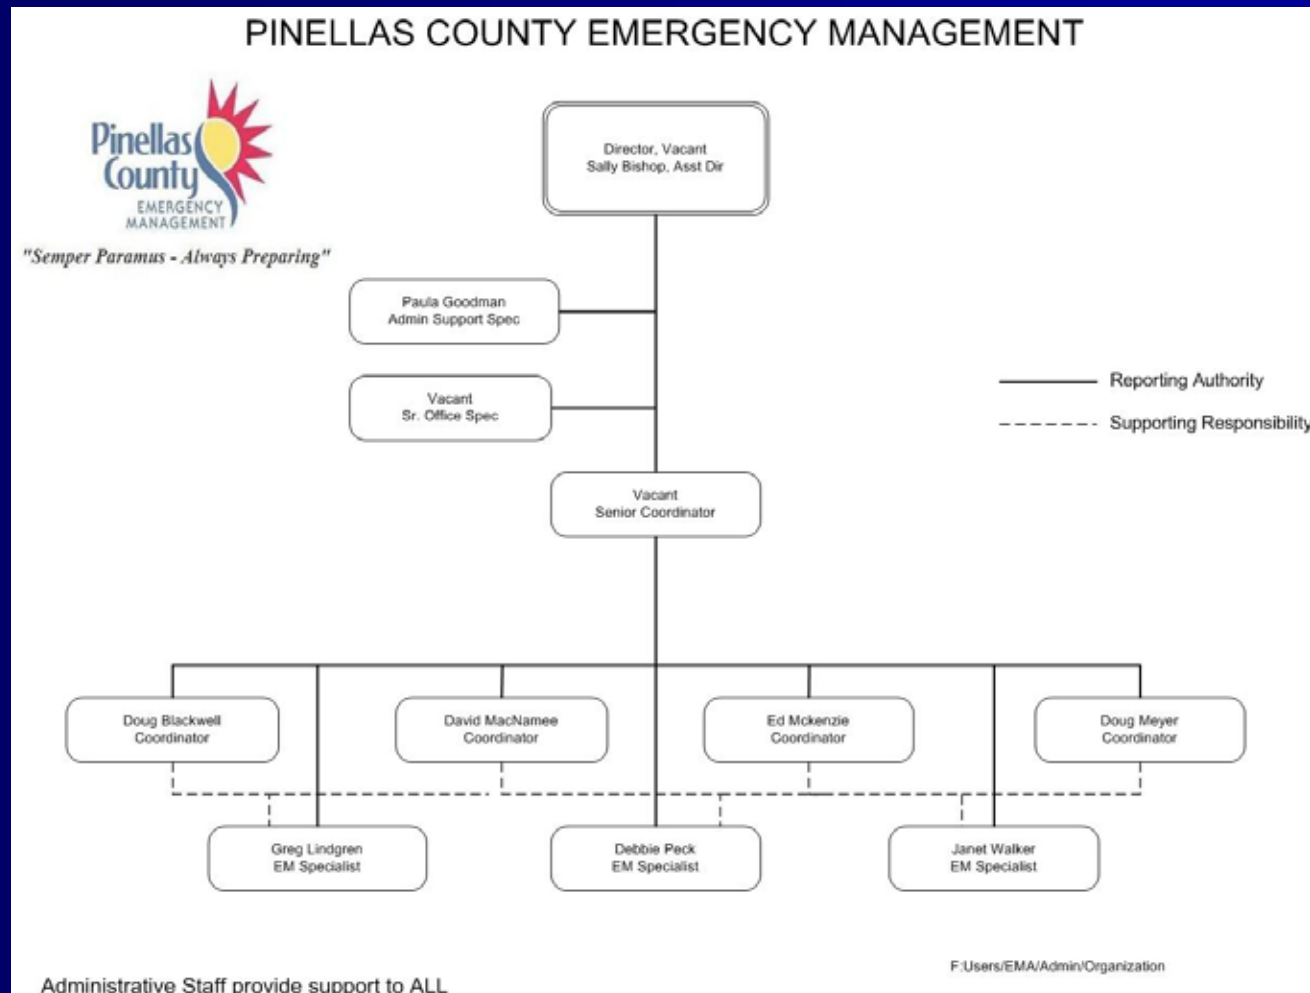 PINELLAS COUNTY EMERGENCY MANAGEMENT
Pinellas
County
EMERGENCY
MANAGEMENT
"Semper Paramus - Always Preparing"
Director, Vacant
Sally Bishop, Asst Dir
Paula Goodman
Admin Support Spec
Vacant
Sr. Office Spec
Reporting Authority
Supporting Responsibility
Vacant
Senior Coordinator
Doug Blackwell
Coordinator
David MacNamee
Coordinator
Ed Mckenzie
Coordinator
Doug Meyer
Coordinator
Greg Lindgren
EM Specialist
Debbie Peck
EM Specialist
Janet Walker
EM Specialist
F:Users/EMA/Admin/Organization
Administrative Staff provide support to ALL